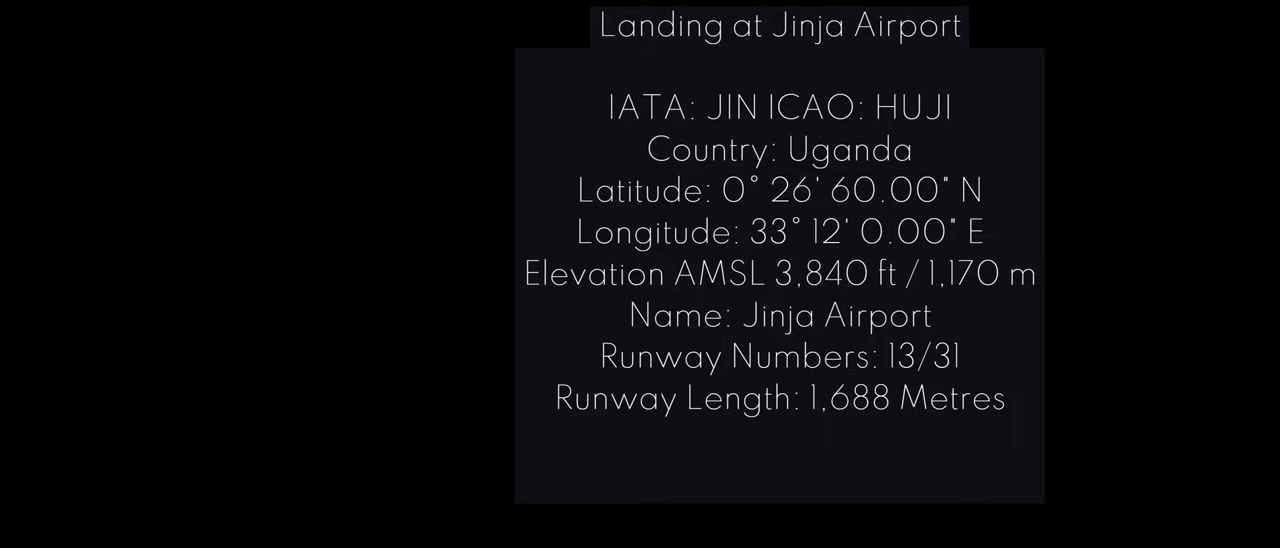 Landing at Jinja Airport
IATA: JIN ICAO: HUJI
Country: Uganda
Latitude: 0° 26' 60.00" N
Longitude: 33° 12' 0.00" E
Elevation AMSL 3,840 ft / 1,170 m
Name: Jinja Airport
Runway Numbers: 13/31
Runway Length: 1,688 Metres